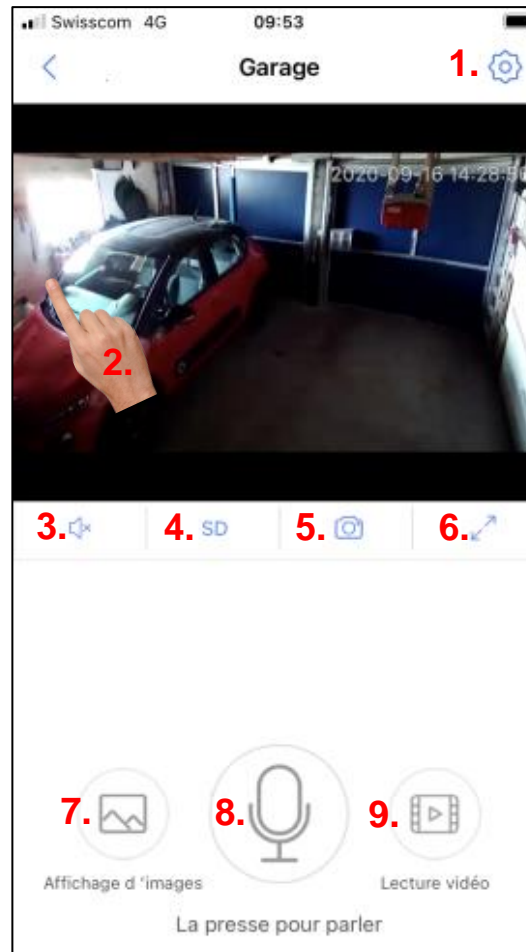 Swisscom 4G 09:53
Garage 1.
2020-09-16 14:28:50
2.
3. 4. SD 5. 6.
7. 8. 9.
Affichage d 'images Lecture vidéo
La presse pour parler